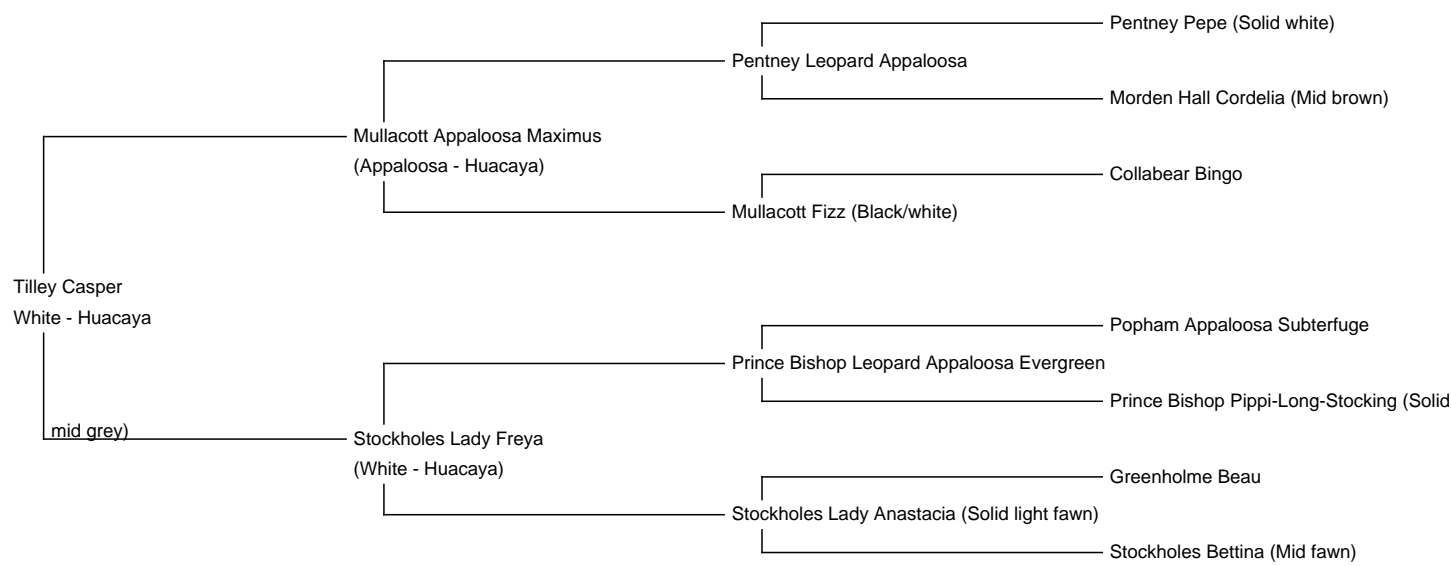 Pentney Pepe (Solid white)
Pentney Leopard Appaloosa
Morden Hall Cordelia (Mid brown)
Mullacott Appaloosa Maximus
(Appaloosa - Huacaya)
Collabear Bingo
Mullacott Fizz (Black/white)
Tilley Casper
White - Huacaya
Popham Appaloosa Subterfuge
Prince Bishop Leopard Appaloosa Evergreen
Prince Bishop Pippi-Long-Stocking (Solid
mid grey)
Stockholes Lady Freya
(White - Huacaya)
Greenholme Beau
Stockholes Lady Anastacia (Solid light fawn)
Stockholes Bettina (Mid fawn)